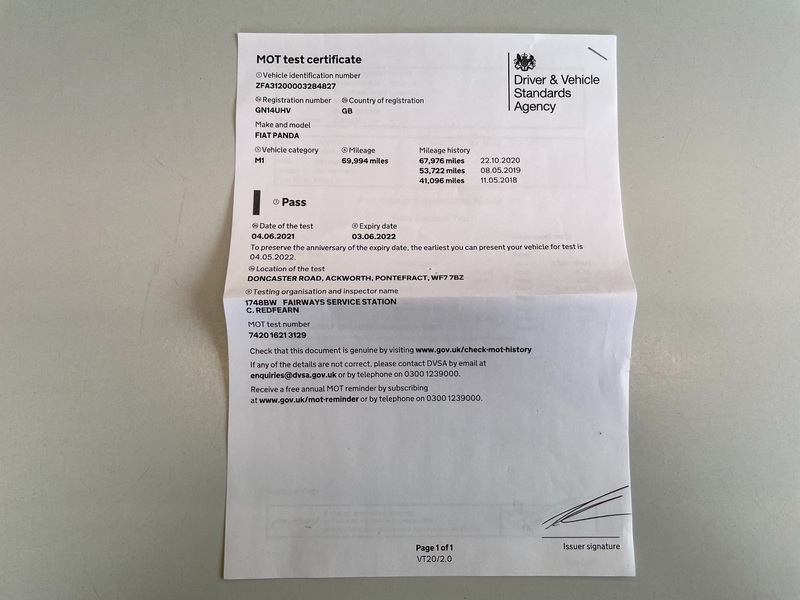 MOT test certificate
Driver & Vehicle
Standards
Agency
Vehicle identification number
ZFA31200003284827
Registration number Country of registration
GN14UHV GB
Make and model
FIAT PANDA
Vehicle category Mileage Mileage history
M1 69,994 miles 67,976 miles 22.10.2020
53,722 miles 08.05.2019
41,096 miles 11.05.2018
Pass
Date of the test Expiry date
04.06.2021 03.06.2022
To preserve the anniversary of the expiry date, the earliest you can present your vehicle for test is
04.05.2022.
Location of the test
DONCASTER ROAD, ACKWORTH, PONTEFRACT, WF7 7BZ
Testing organisation and inspector name
1748BW FAIRWAYS SERVICE STATION
C. REDFEARN
MOT test number
7420 1621 3129
Check that this document is genuine by visiting www.gov.uk/check-mot-history
If any of the details are not correct, please contact DVSA by email at
enquiries@dvsa.gov.uk or by telephone on 0300 1239000.
Receive a free annual MOT reminder by subscribing
at www.gov.uk/mot-reminder or by telephone on 0300 1239000.
Issuer signature
Page 1 of 1
VT20/2.0